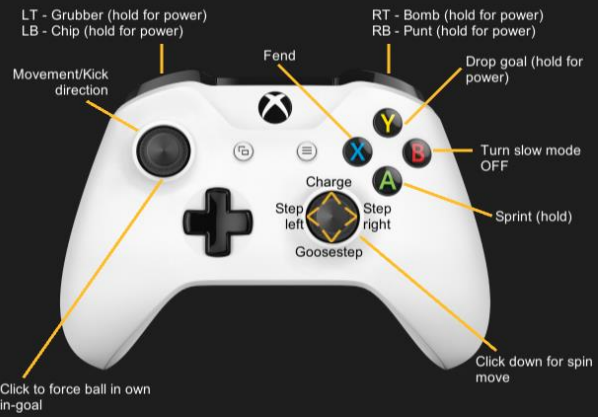 LT - Grubber (hold for power)
LB - Chip (hold for power)
RT - Bomb (hold for power)
RB - Punt (hold for power)
Movement/Kick
direction
Fend
Drop goal (hold for
power)
Y
X
B
A
Turn slow mode
OFF
Charge
Step
left
Step
right
Goosestep
Sprint (hold)
Click down for spin
move
Click to force ball in own
in-goal